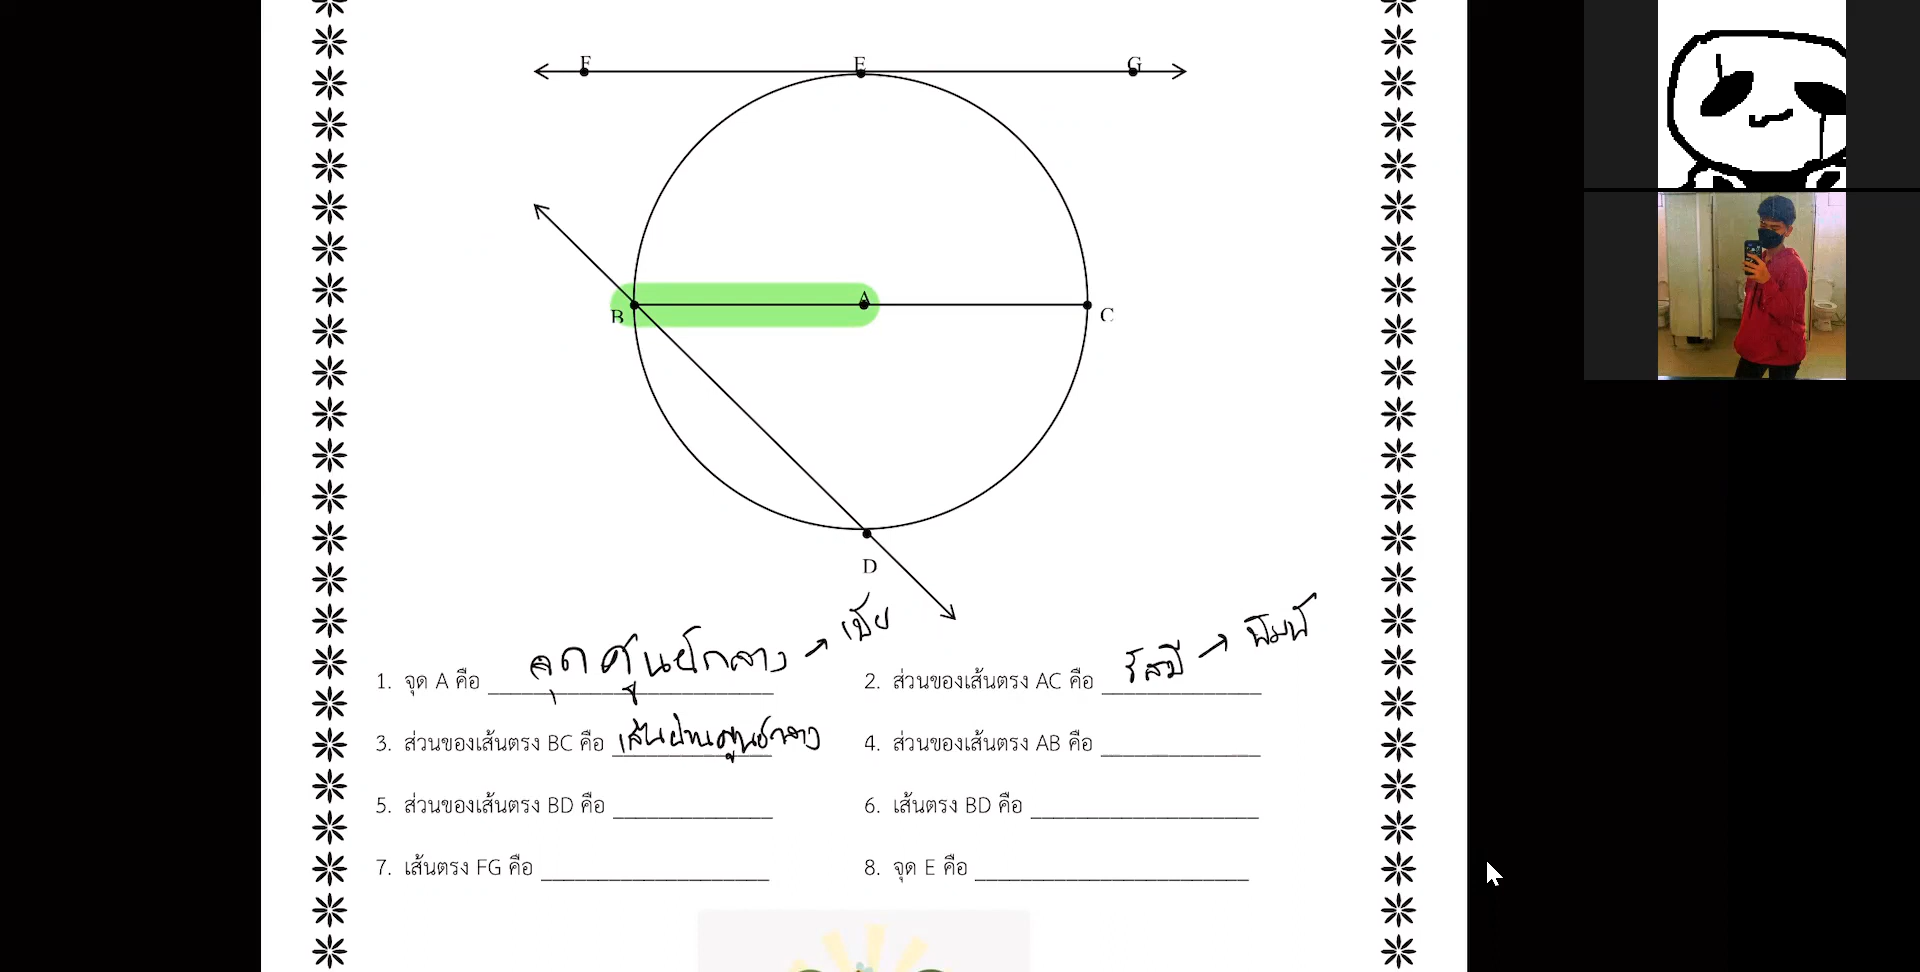 F E G
A
B C
D
1. จุด A คือ จุดศูนย์กลาง → เข้ม
2. ส่วนของเส้นตรง AC คือ รัศมี → พิมพ์
3. ส่วนของเส้นตรง BC คือ เส้นผ่านศูนย์กลาง
4. ส่วนของเส้นตรง AB คือ
5. ส่วนของเส้นตรง BD คือ
6. เส้นตรง BD คือ
7. เส้นตรง FG คือ
8. จุด E คือ